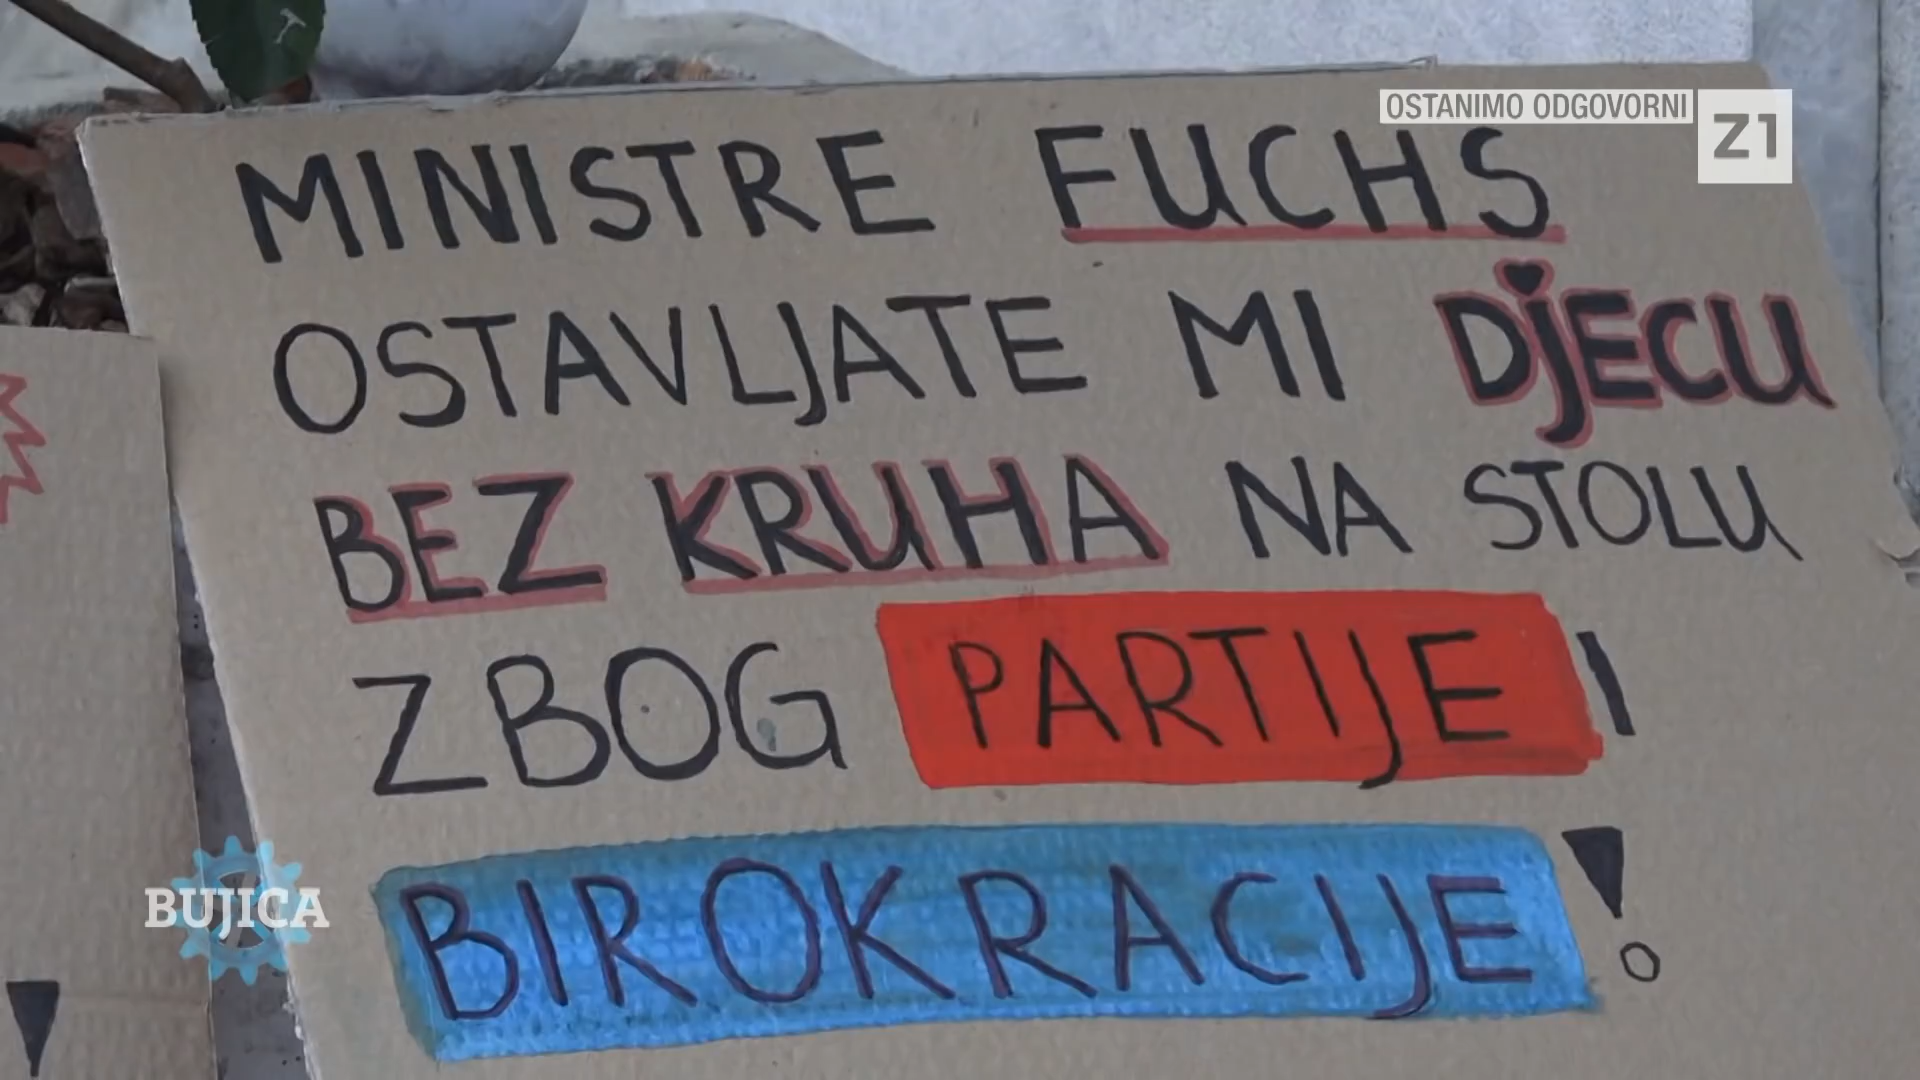 OSTANIMO ODGOVORNI
Z1
MINISTRE FUCHS
OSTAVLJATE MI DJECU
BEZ KRUHA NA STOLU
ZBOG PARTIJE I
BIROKRACIJE!
BUJICA